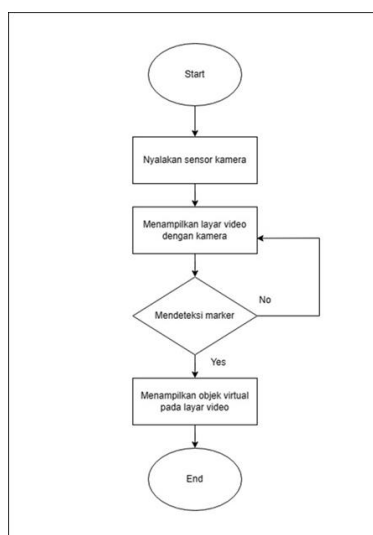 Start
Nyalakan sensor kamera
Menampilkan layar video
dengan kamera
Mendeteksi marker
No
Yes
Menampilkan objek virtual
pada layar video
End